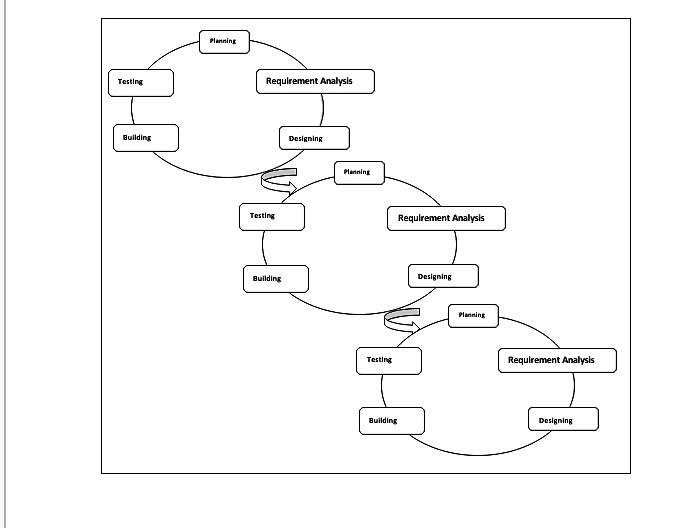 Planning
Testing
Requirement Analysis
Building
Designing
Planning
Testing
Requirement Analysis
Building
Designing
Planning
Testing
Requirement Analysis
Building
Designing